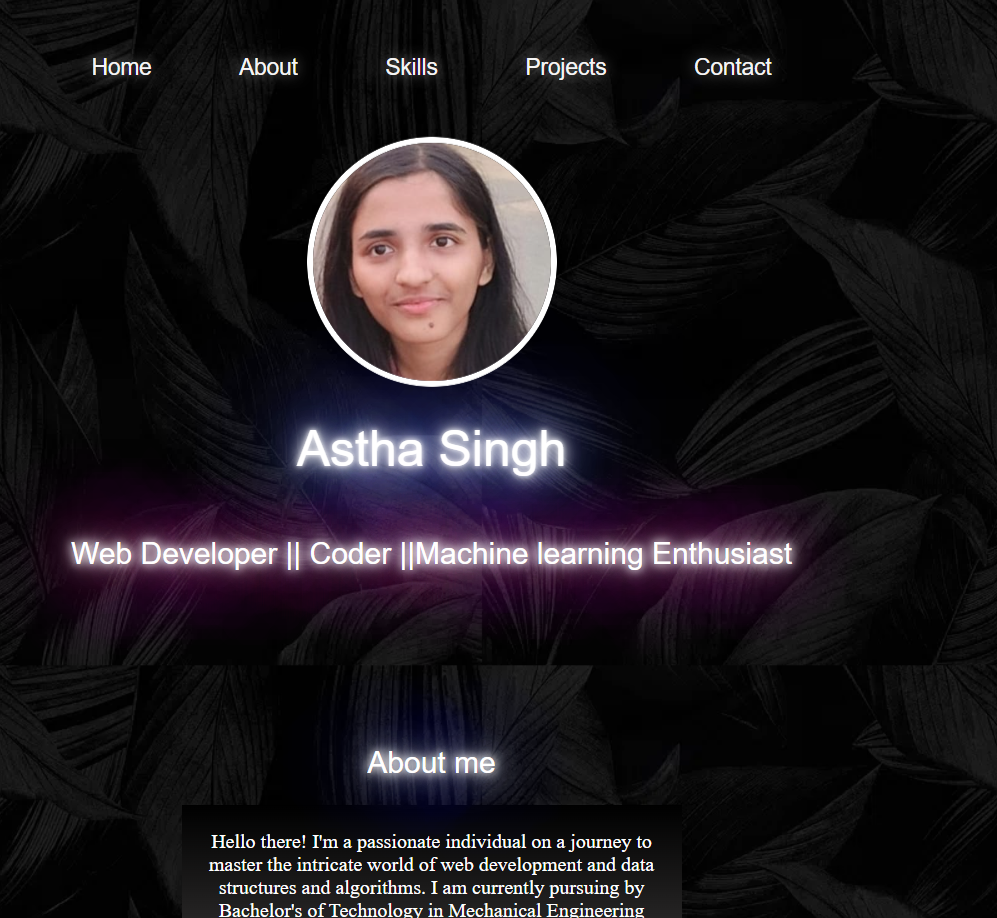 Home About Skills Projects Contact
Astha Singh
Web Developer || Coder ||Machine learning Enthusiast
About me
Hello there! I'm a passionate individual on a journey to
master the intricate world of web development and data
structures and algorithms. I am currently pursuing by
Bachelor's of Technology in Mechanical Engineering